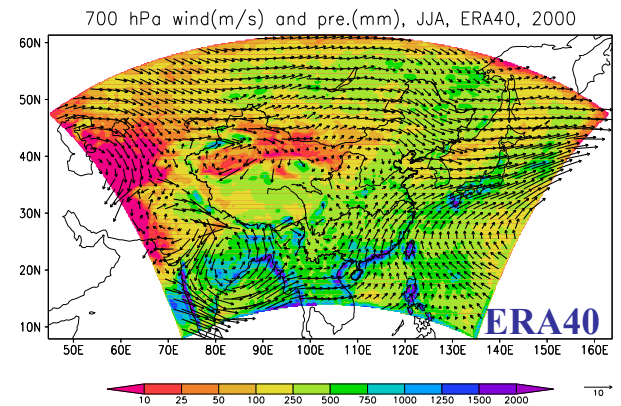 700 hPa wind(m/s) and pre.(mm), JJA, ERA40, 2000
60N
50N
40N
30N
20N
10N
ERA40
50E 60E 70E 80E 90E 100E 110E 120E 130E 140E 150E 160E
10 25 50 100 250 500 750 1000 1250 1500 2000
10